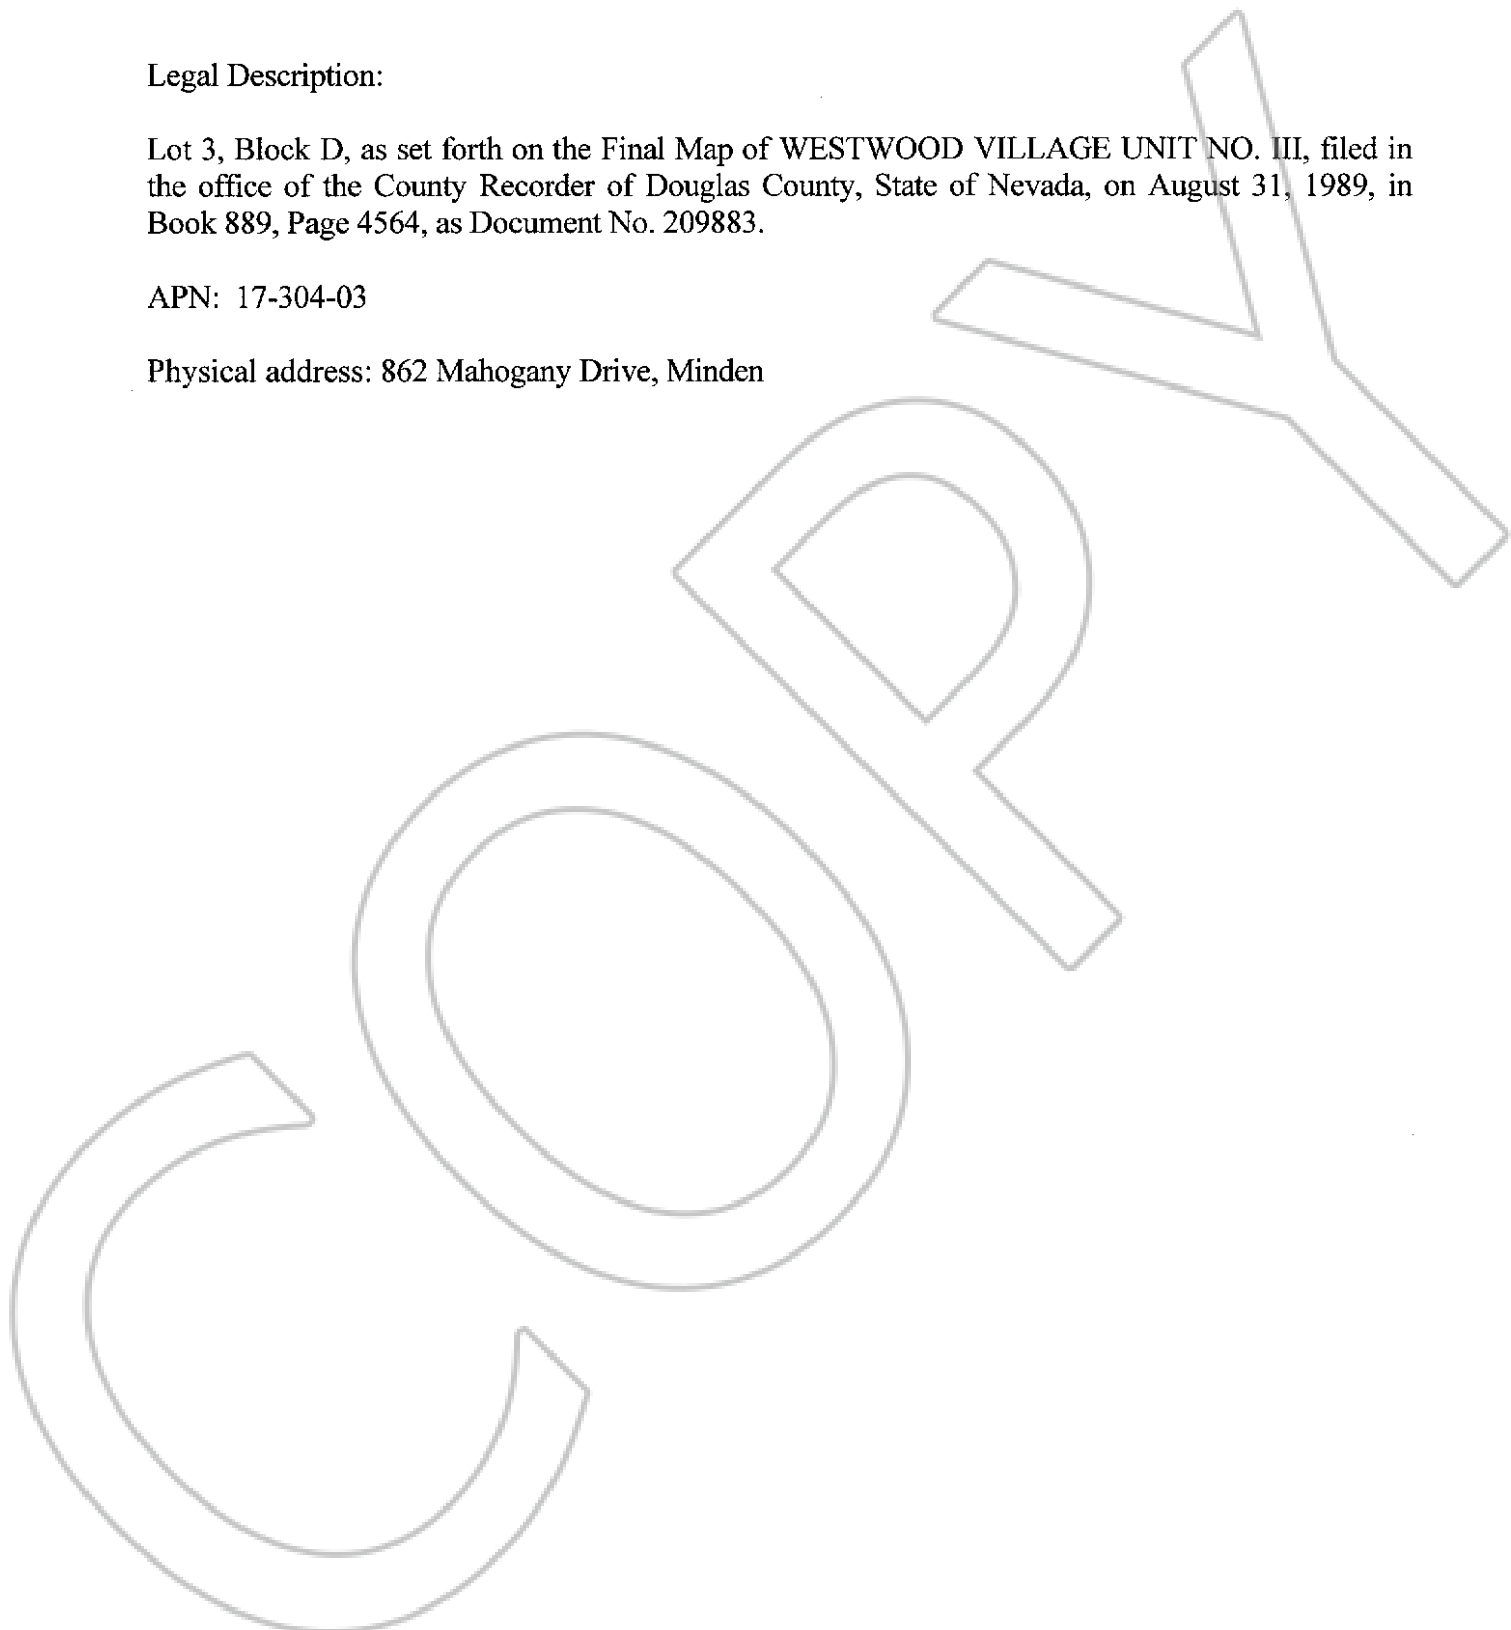 Legal Description:
Lot 3, Block D, as set forth on the Final Map of WESTWOOD VILLAGE UNIT NO. III, filed in
the office of the County Recorder of Douglas County, State of Nevada, on August 31, 1989, in
Book 889, Page 4564, as Document No. 209883.
APN: 17-304-03
Physical address: 862 Mahogany Drive, Minden
COPY